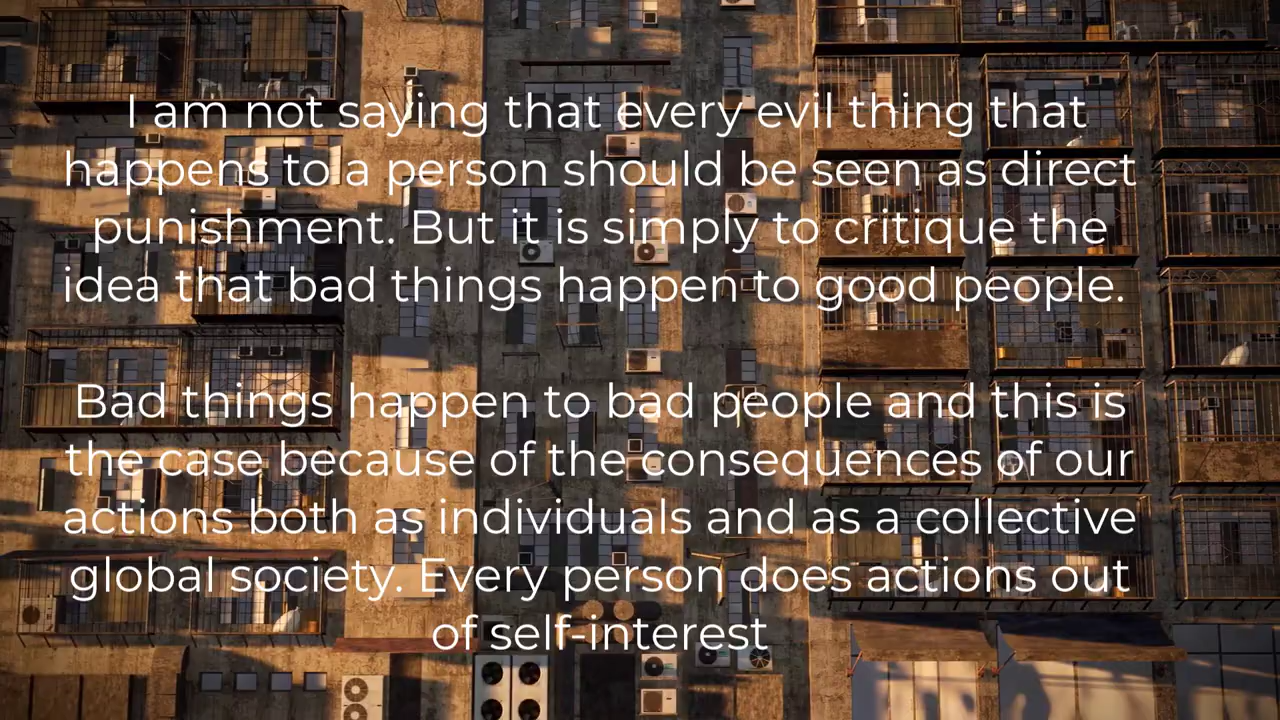 I am not saying that every evil thing that
happens to a person should be seen as direct
punishment. But it is simply to critique the
idea that bad things happen to good people.
Bad things happen to bad people and this is
the case because of the consequences of our
actions both as individuals and as a collective
global society. Every person does actions out
of self-interest